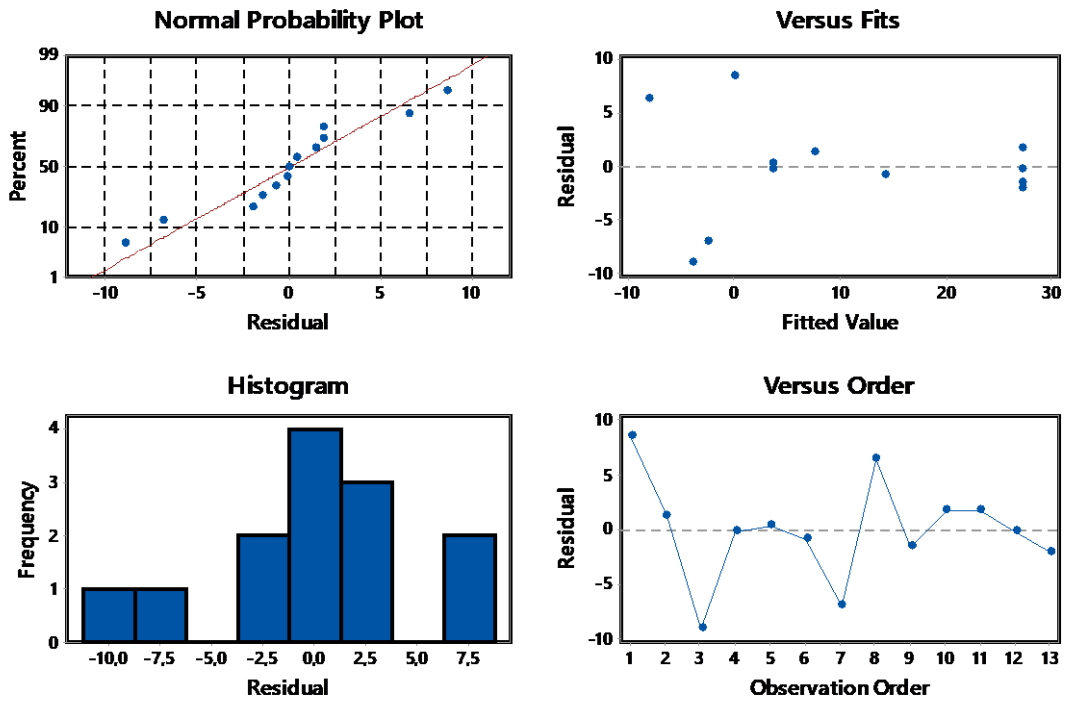 Normal Probability Plot
99
90
50
10
1
Percent
-10 -5 0 5 10
Residual
Versus Fits
10
5
0
-5
-10
Residual
-10 0 10 20 30
Fitted Value
Histogram
4
3
2
1
0
Frequency
-10,0 -7,5 -5,0 -2,5 0,0 2,5 5,0 7,5
Residual
Versus Order
10
5
0
-5
-10
Residual
1 2 3 4 5 6 7 8 9 10 11 12 13
Observation Order